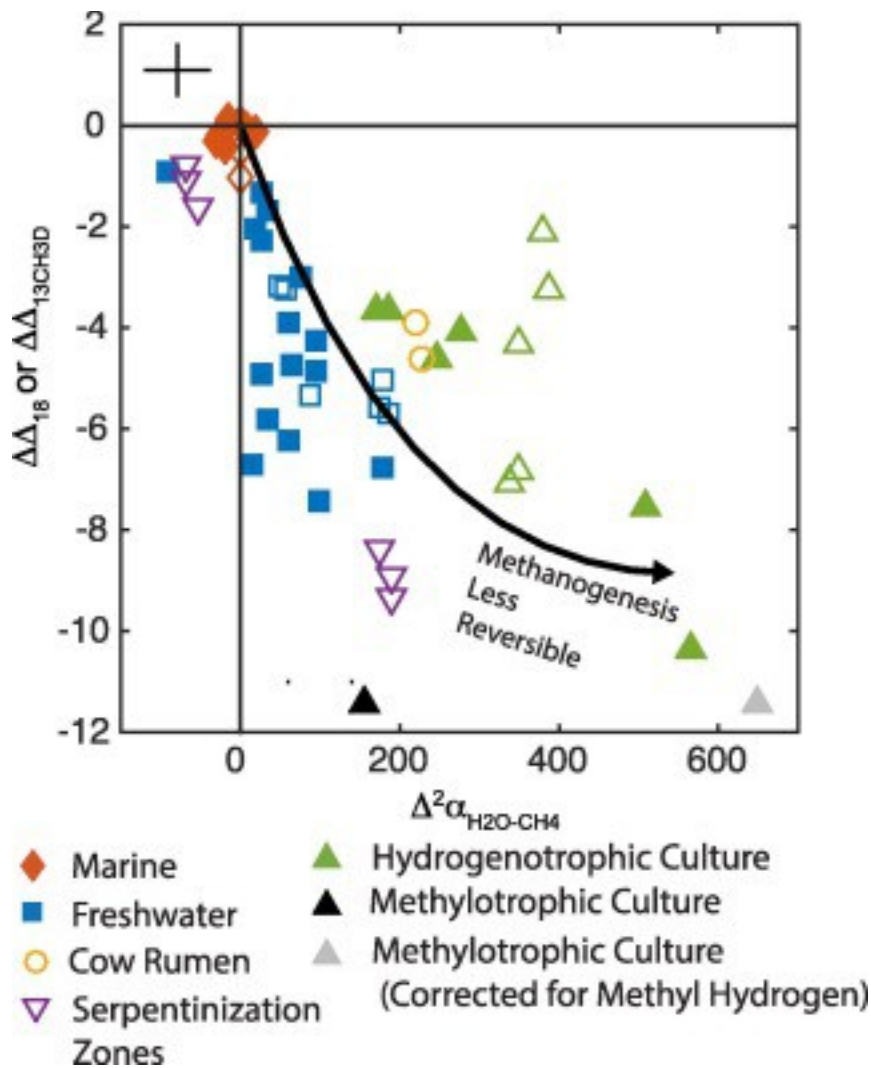 2
0
-2
-4
-6
-8
-10
-12
ΔΔ18 or ΔΔ13CH3D
Methanogenesis
Less
Reversible
0
200
400
600
Δ²αH2O-CH4
Marine
Freshwater
Cow Rumen
Serpentinization
Zones
Hydrogenotrophic Culture
Methylotrophic Culture
Methylotrophic Culture
(Corrected for Methyl Hydrogen)